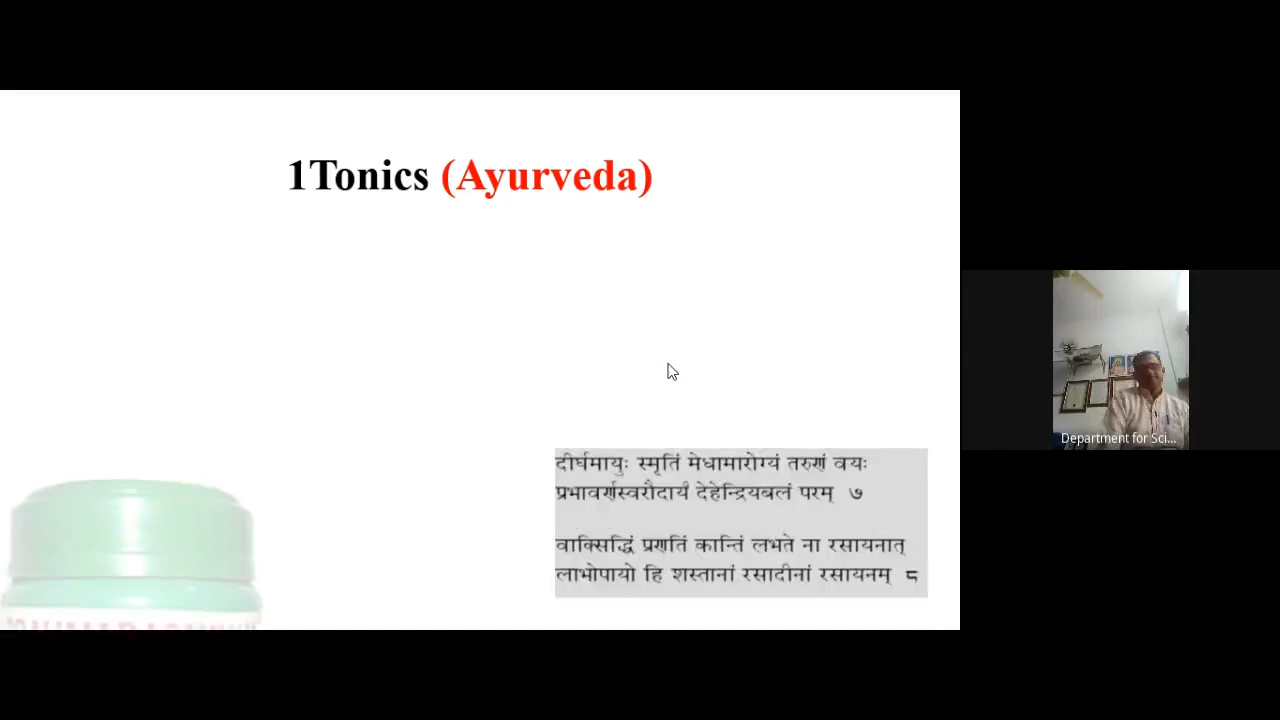 1Tonics (Ayurveda)
दीर्घमायुः स्मृतिं मेधामारोग्यं तरुणं वयः
प्रभावर्णस्वरौदार्यं देहेन्द्रियबलं परम् ७
वाक्सिद्धिं प्रणतिं कान्तिं लभते ना रसायनात्
लाभोपायो हि शस्तानां रसादीनां रसायनम् ८
Department for Sci...